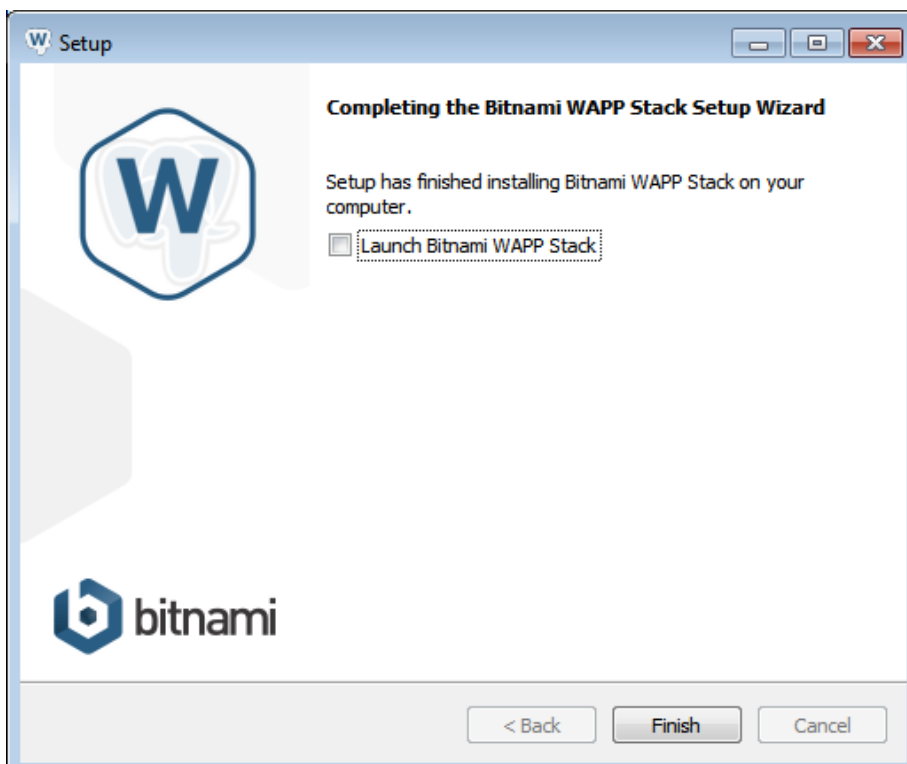 W Setup
Completing the Bitnami WAPP Stack Setup Wizard
W
Setup has finished installing Bitnami WAPP Stack on your
computer.
Launch Bitnami WAPP Stack
bitnami
< Back
Finish
Cancel